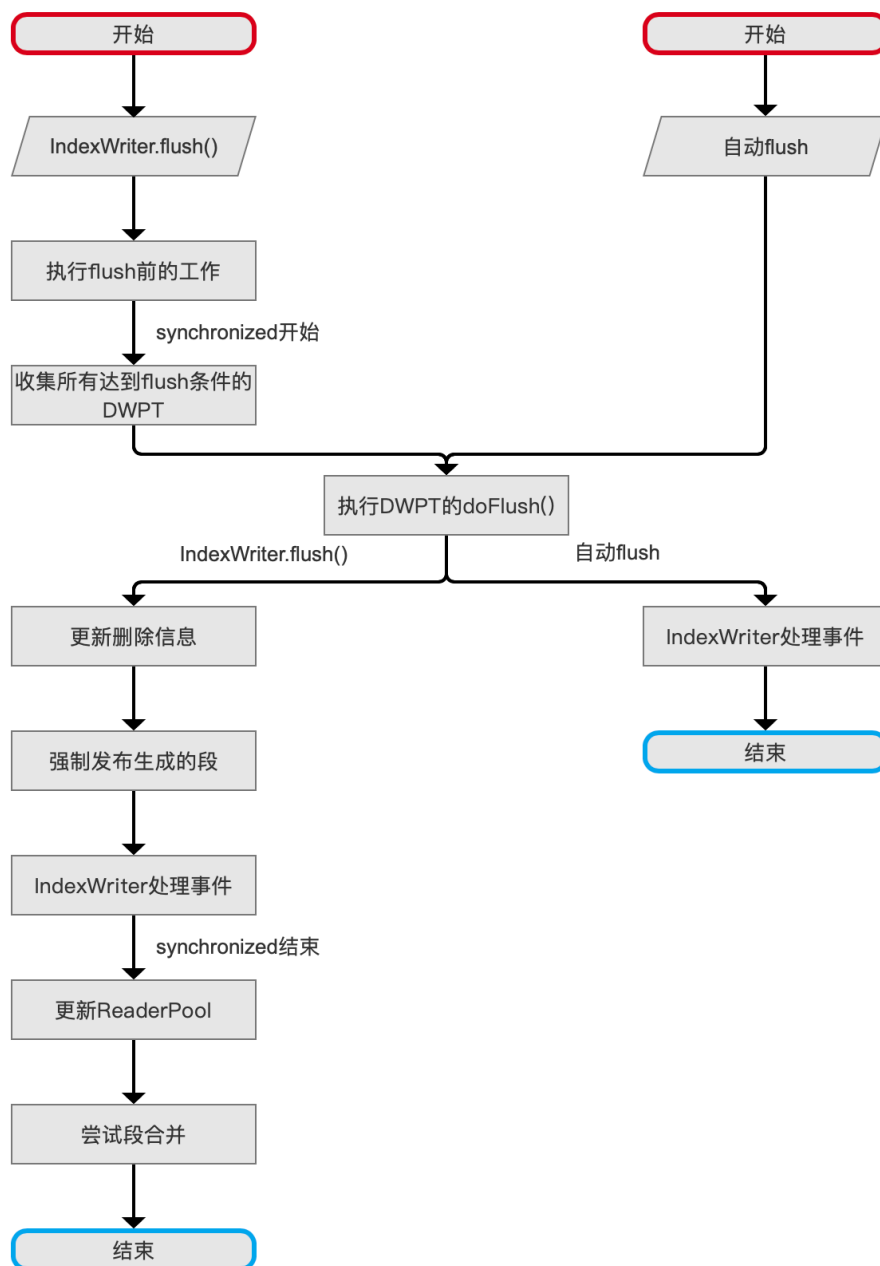 开始
开始
IndexWriter.flush()
自动flush
执行flush前的工作
synchronized开始
收集所有达到flush条件的
DWPT
执行DWPT的doFlush()
IndexWriter.flush()
自动flush
更新删除信息
IndexWriter处理事件
强制发布生成的段
结束
IndexWriter处理事件
synchronized结束
更新ReaderPool
尝试段合并
结束